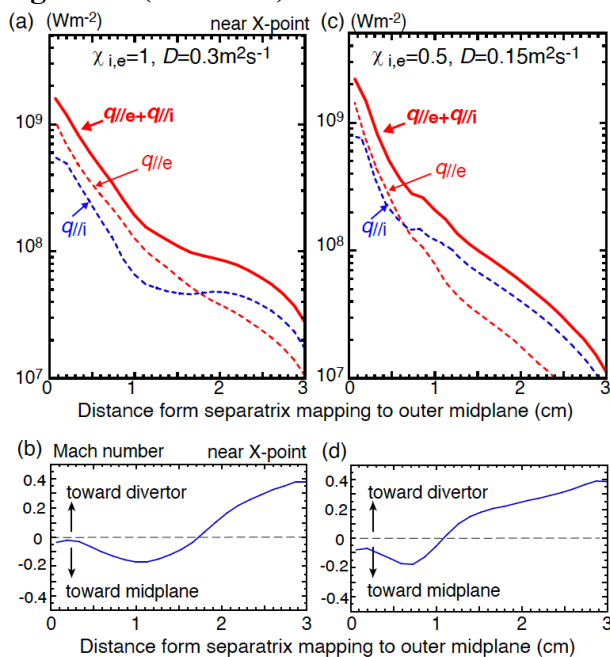 (a) (Wm-2) near X-point
χ i,e=1, D=0.3m²s-1
10⁹
q//e+q//i
q//e
q//i
10⁸
10⁷
0 1 2 3
(c) (Wm-2)
χ i,e=0.5, D=0.15m²s-1
q//e+q//i
q//e
q//i
0 1 2 3
Distance form separatrix mapping to outer midplane (cm)
(b) Mach number near X-point
0.4
toward divertor
0.2
0
-0.2
toward midplane
-0.4
0 1 2 3
(d)
0.4
toward divertor
0.2
0
-0.2
toward midplane
-0.4
0 1 2 3
Distance form separatrix mapping to outer midplane (cm)